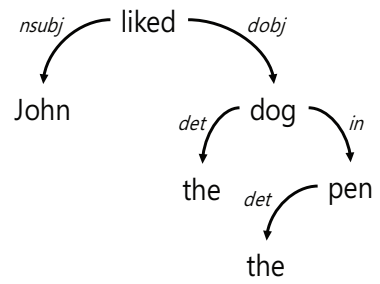 nsubj liked dobj
John det dog in
the det pen
the